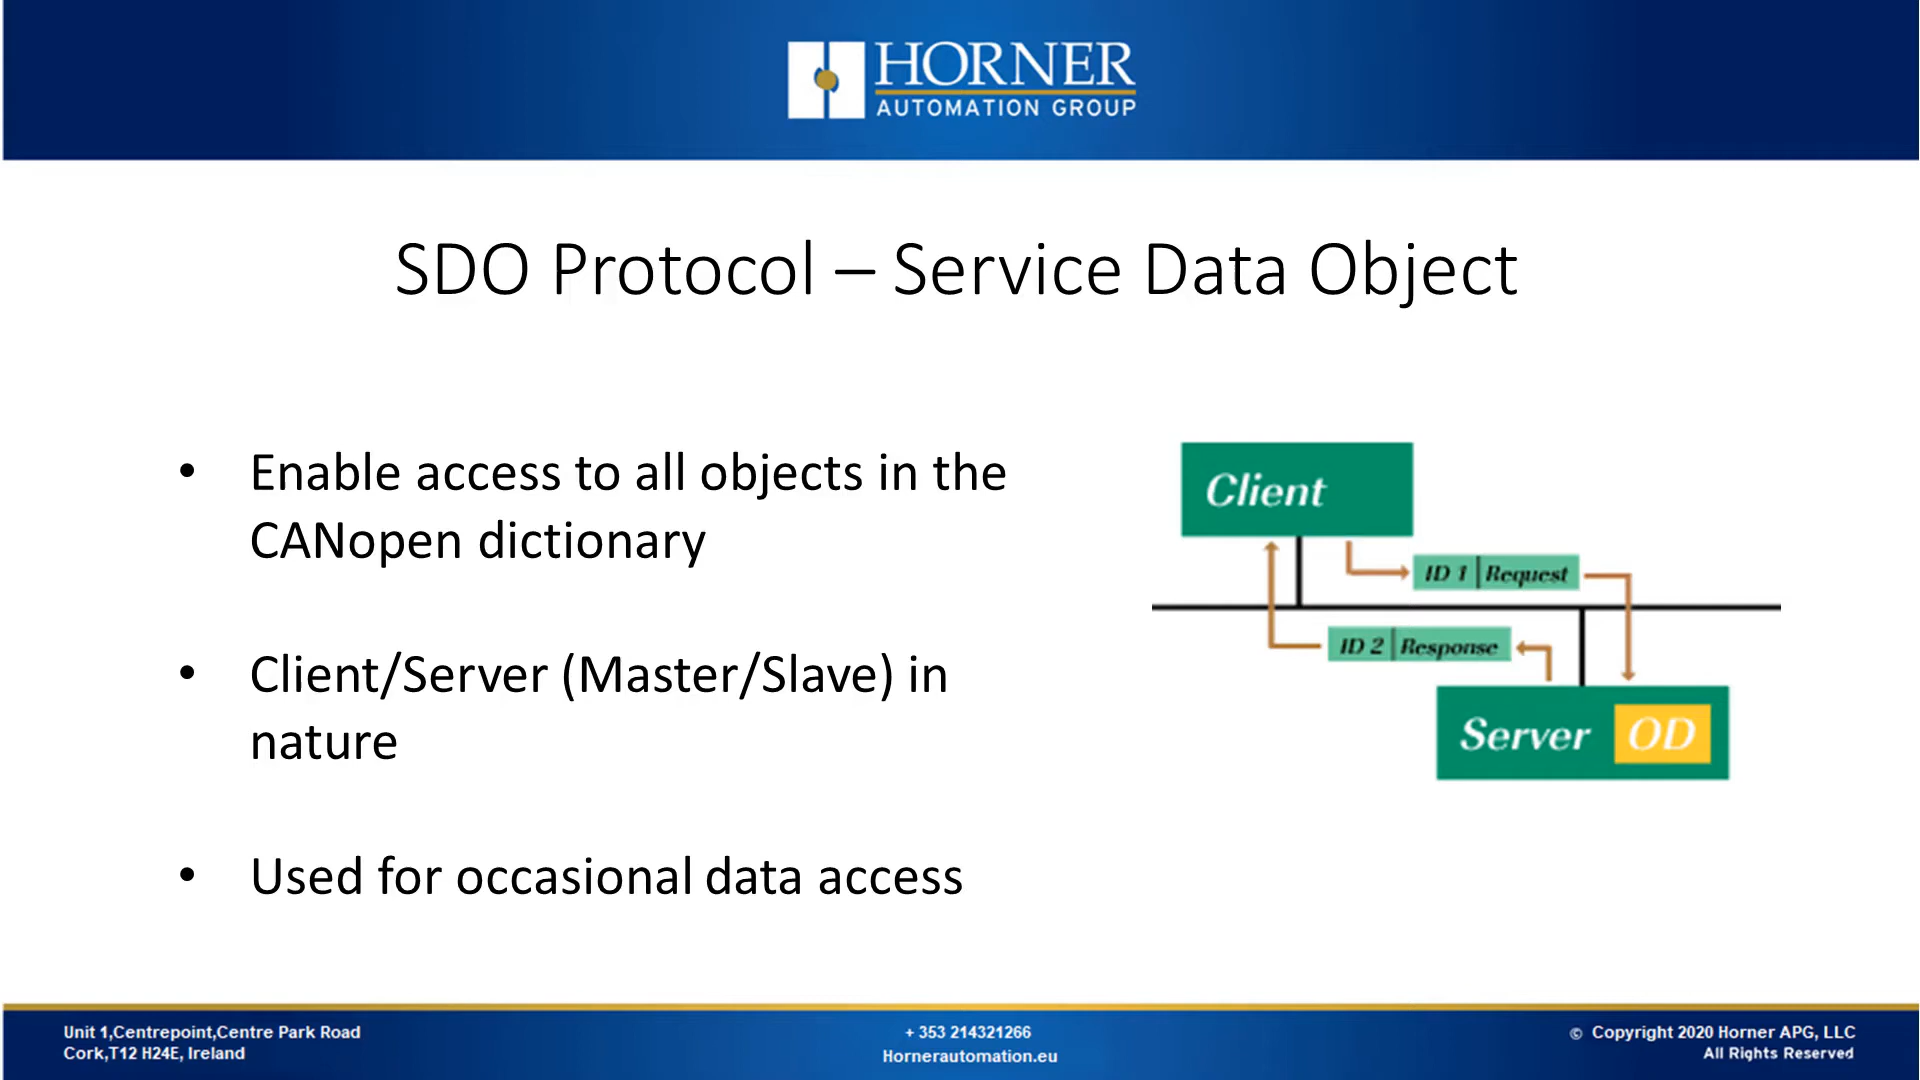 HORNER
AUTOMATION GROUP
SDO Protocol – Service Data Object
• Enable access to all objects in the
CANopen dictionary
• Client/Server (Master/Slave) in
nature
• Used for occasional data access
Client
ID 1 Request
ID 2 Response
Server OD
Unit 1,Centrepoint,Centre Park Road
Cork,T12 H24E, Ireland
+ 353 214321266
Hornerautomation.eu
© Copyright 2020 Horner APG, LLC
All Rights Reserved